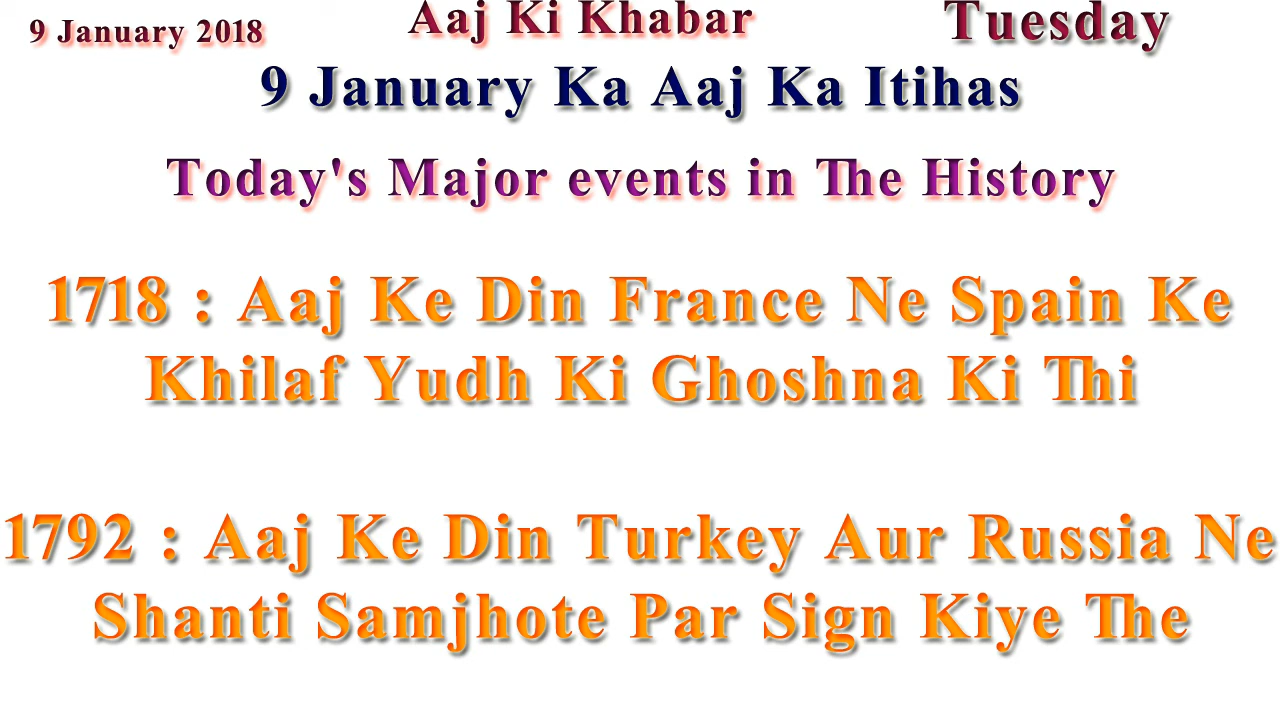 9 January 2018 Aaj Ki Khabar Tuesday
9 January Ka Aaj Ka Itihas
Today's Major events in The History
1718 : Aaj Ke Din France Ne Spain Ke
Khilaf Yudh Ki Ghoshna Ki Thi
1792 : Aaj Ke Din Turkey Aur Russia Ne
Shanti Samjhote Par Sign Kiye The